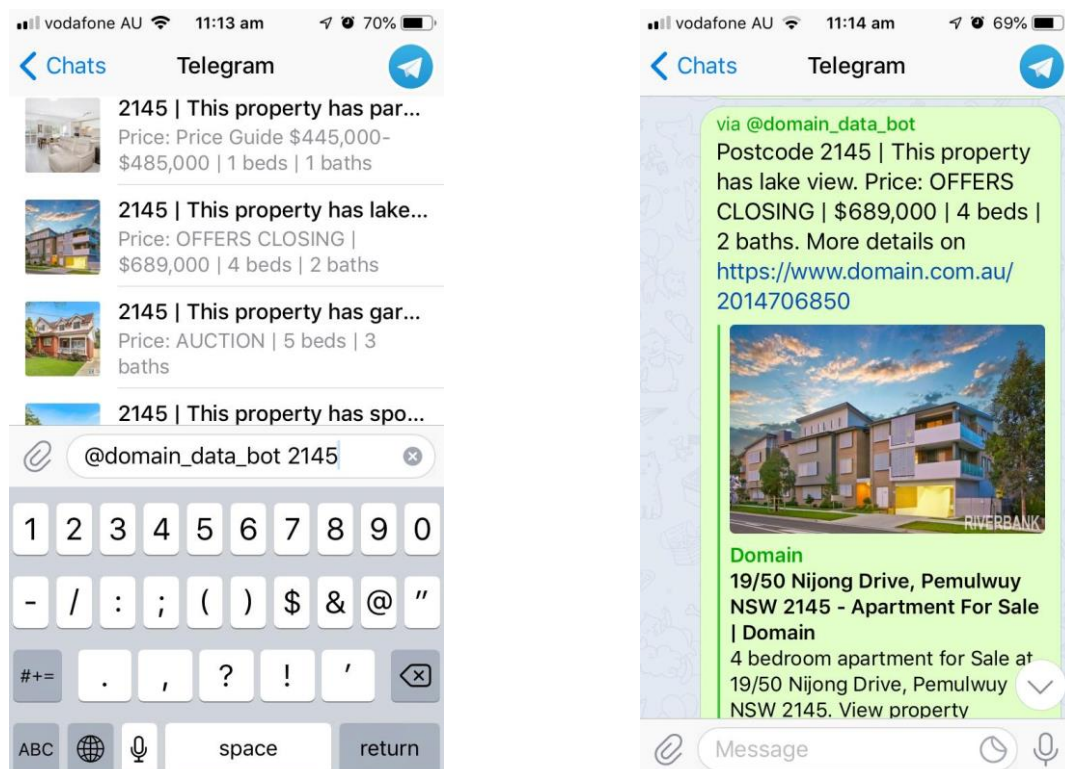 vodafone AU 11:13 am 70%
Chats Telegram
2145 | This property has par...
Price: Price Guide $445,000-
$485,000 | 1 beds | 1 baths
2145 | This property has lake...
Price: OFFERS CLOSING |
$689,000 | 4 beds | 2 baths
2145 | This property has gar...
Price: AUCTION | 5 beds | 3
baths
2145 | This property has spo...
@domain_data_bot 2145
1 2 3 4 5 6 7 8 9 0
- / : ; ( ) $ & @ "
#+= . , ? ! '
ABC space return
vodafone AU 11:14 am 69%
Chats Telegram
via @domain_data_bot
Postcode 2145 | This property
has lake view. Price: OFFERS
CLOSING | $689,000 | 4 beds |
2 baths. More details on
https://www.domain.com.au/
2014706850
RIVERBANK
Domain
19/50 Nijong Drive, Pemulwuy
NSW 2145 - Apartment For Sale
| Domain
4 bedroom apartment for Sale at
19/50 Nijong Drive, Pemulwuy
NSW 2145. View property
Message